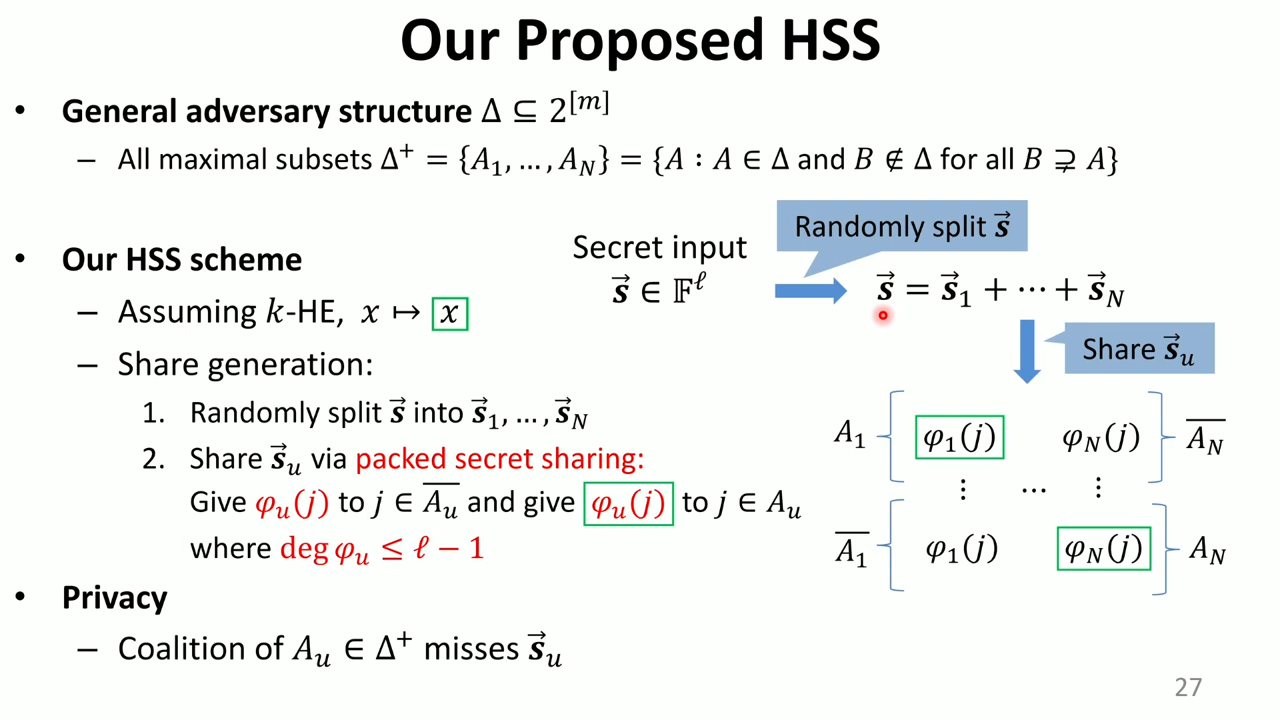 Our Proposed HSS
• General adversary structure Δ ⊆ 2^[m]
– All maximal subsets Δ⁺ = {A₁, …, A_N} = {A : A ∈ Δ and B ∉ Δ for all B ⊋ A}
• Our HSS scheme
– Assuming k-HE, x ↦ x
– Share generation:
1. Randomly split s⃗ into s⃗₁, …, s⃗_N
2. Share s⃗_u via packed secret sharing:
Give φ_u(j) to j ∈ A̅_u̅ and give φ_u(j) to j ∈ A_u
where deg φ_u ≤ ℓ − 1
• Privacy
– Coalition of A_u ∈ Δ⁺ misses s⃗_u
Secret input
s⃗ ∈ 𝔽^ℓ
Randomly split s⃗
s⃗ = s⃗₁ + ⋯ + s⃗_N
Share s⃗_u
A₁ φ₁(j) φ_N(j) A̅_N̅
⋮ ⋯ ⋮
A̅₁̅ φ₁(j) φ_N(j) A_N
27